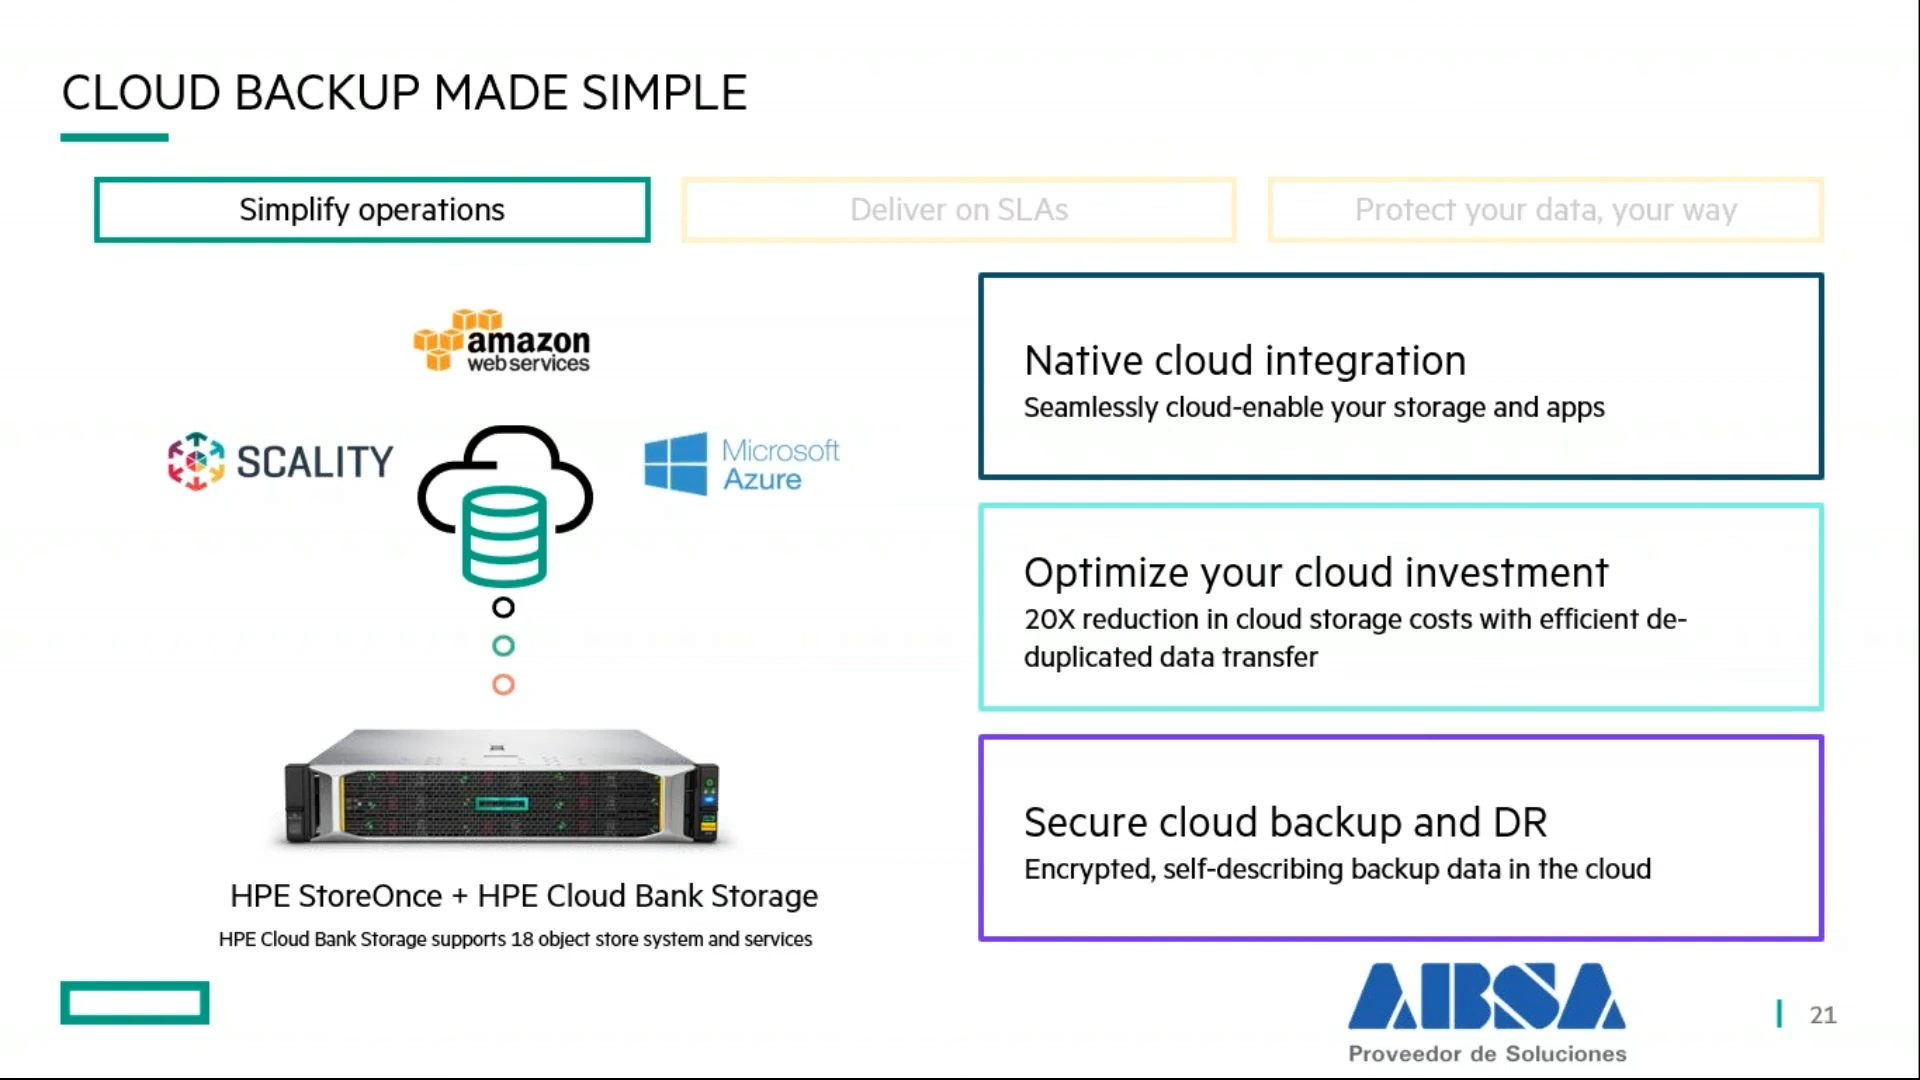 CLOUD BACKUP MADE SIMPLE
Simplify operations
Deliver on SLAs
Protect your data, your way
amazon
web services
SCALITY
Microsoft
Azure
HPE StoreOnce + HPE Cloud Bank Storage
HPE Cloud Bank Storage supports 18 object store system and services
Native cloud integration
Seamlessly cloud-enable your storage and apps
Optimize your cloud investment
20X reduction in cloud storage costs with efficient de-
duplicated data transfer
Secure cloud backup and DR
Encrypted, self-describing backup data in the cloud
ABSA
Proveedor de Soluciones
21